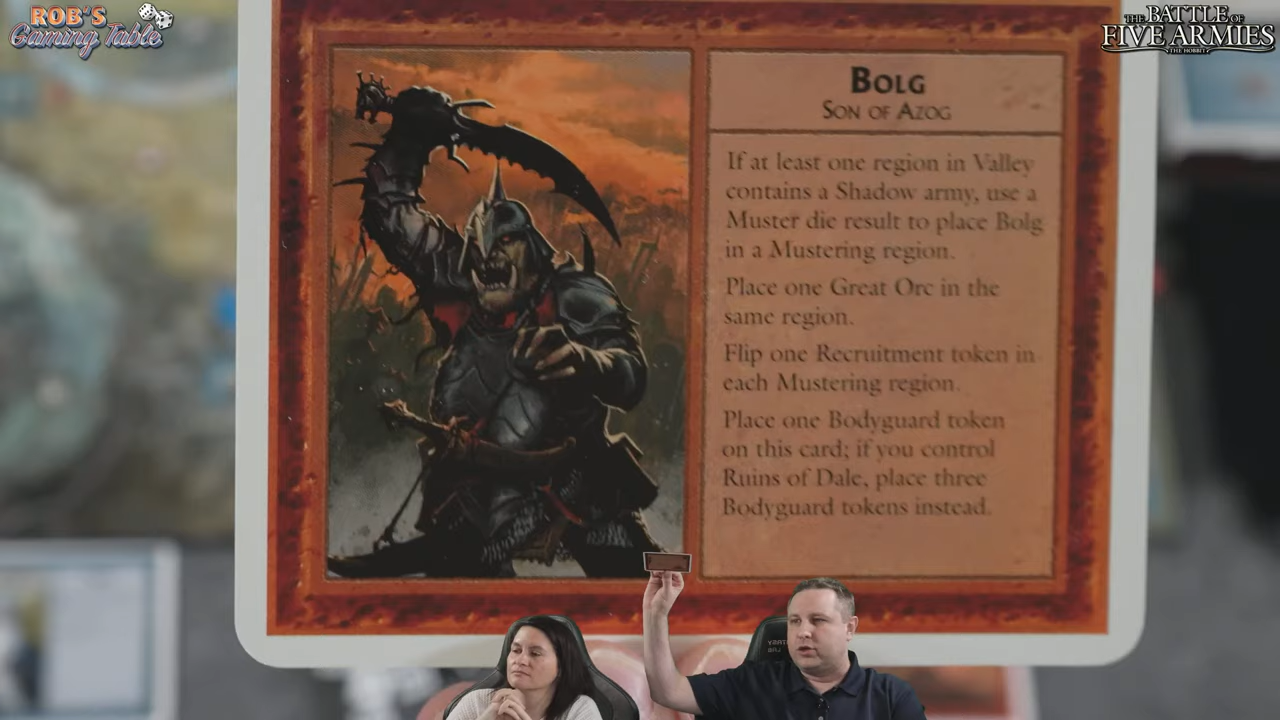 ROB'S
Gaming Table
THE BATTLE OF
FIVE ARMIES
THE HOBBIT
BOLG
SON OF AZOG
If at least one region in Valley
contains a Shadow army, use a
Muster die result to place Bolg
in a Mustering region.
Place one Great Orc in the
same region.
Flip one Recruitment token in
each Mustering region.
Place one Bodyguard token
on this card; if you control
Ruins of Dale, place three
Bodyguard tokens instead.